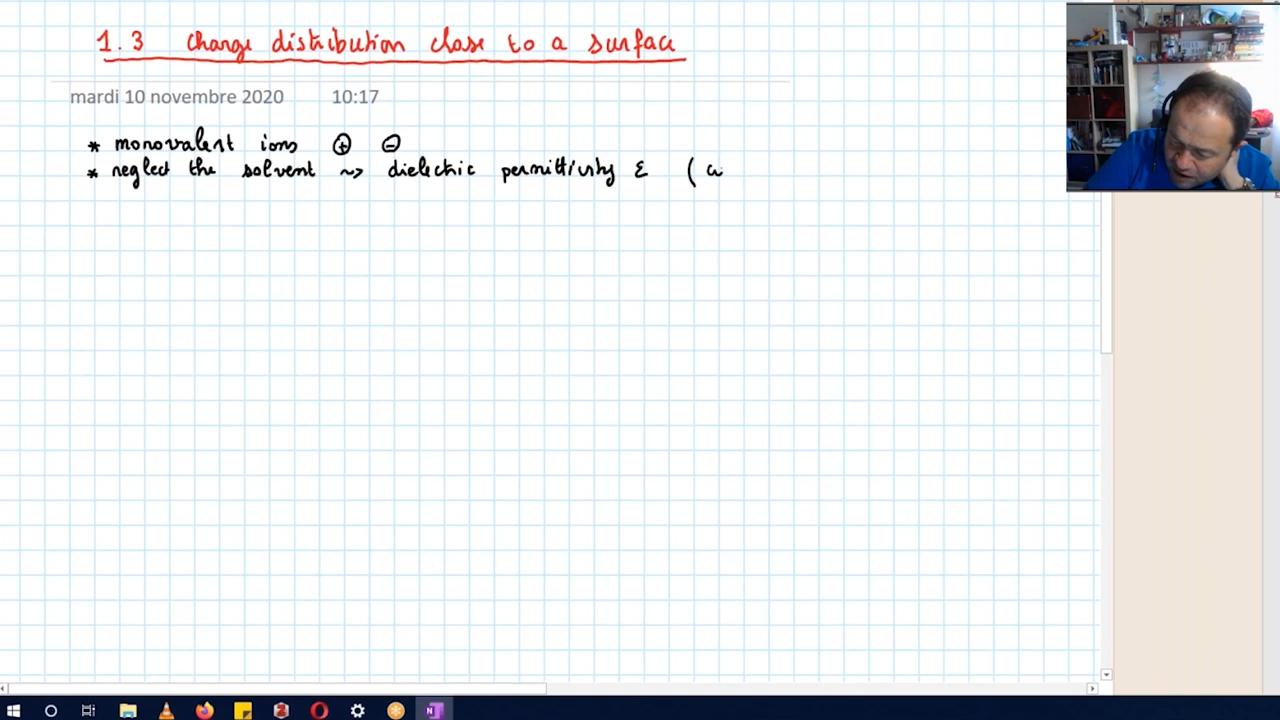 1.3 Charge distribution close to a surface
mardi 10 novembre 2020 10:17
* monovalent ions ⊕ ⊖
* neglect the solvent ⇝ dielectric permittivity ε (